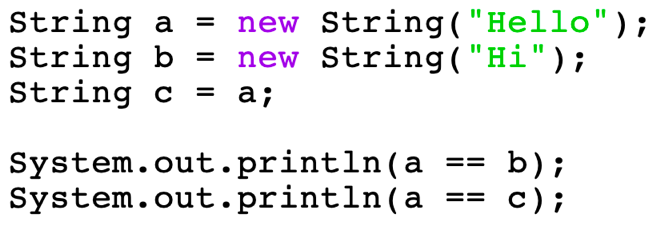 String a = new String("Hello");
String b = new String("Hi");
String c = a;
System.out.println(a == b);
System.out.println(a == c);